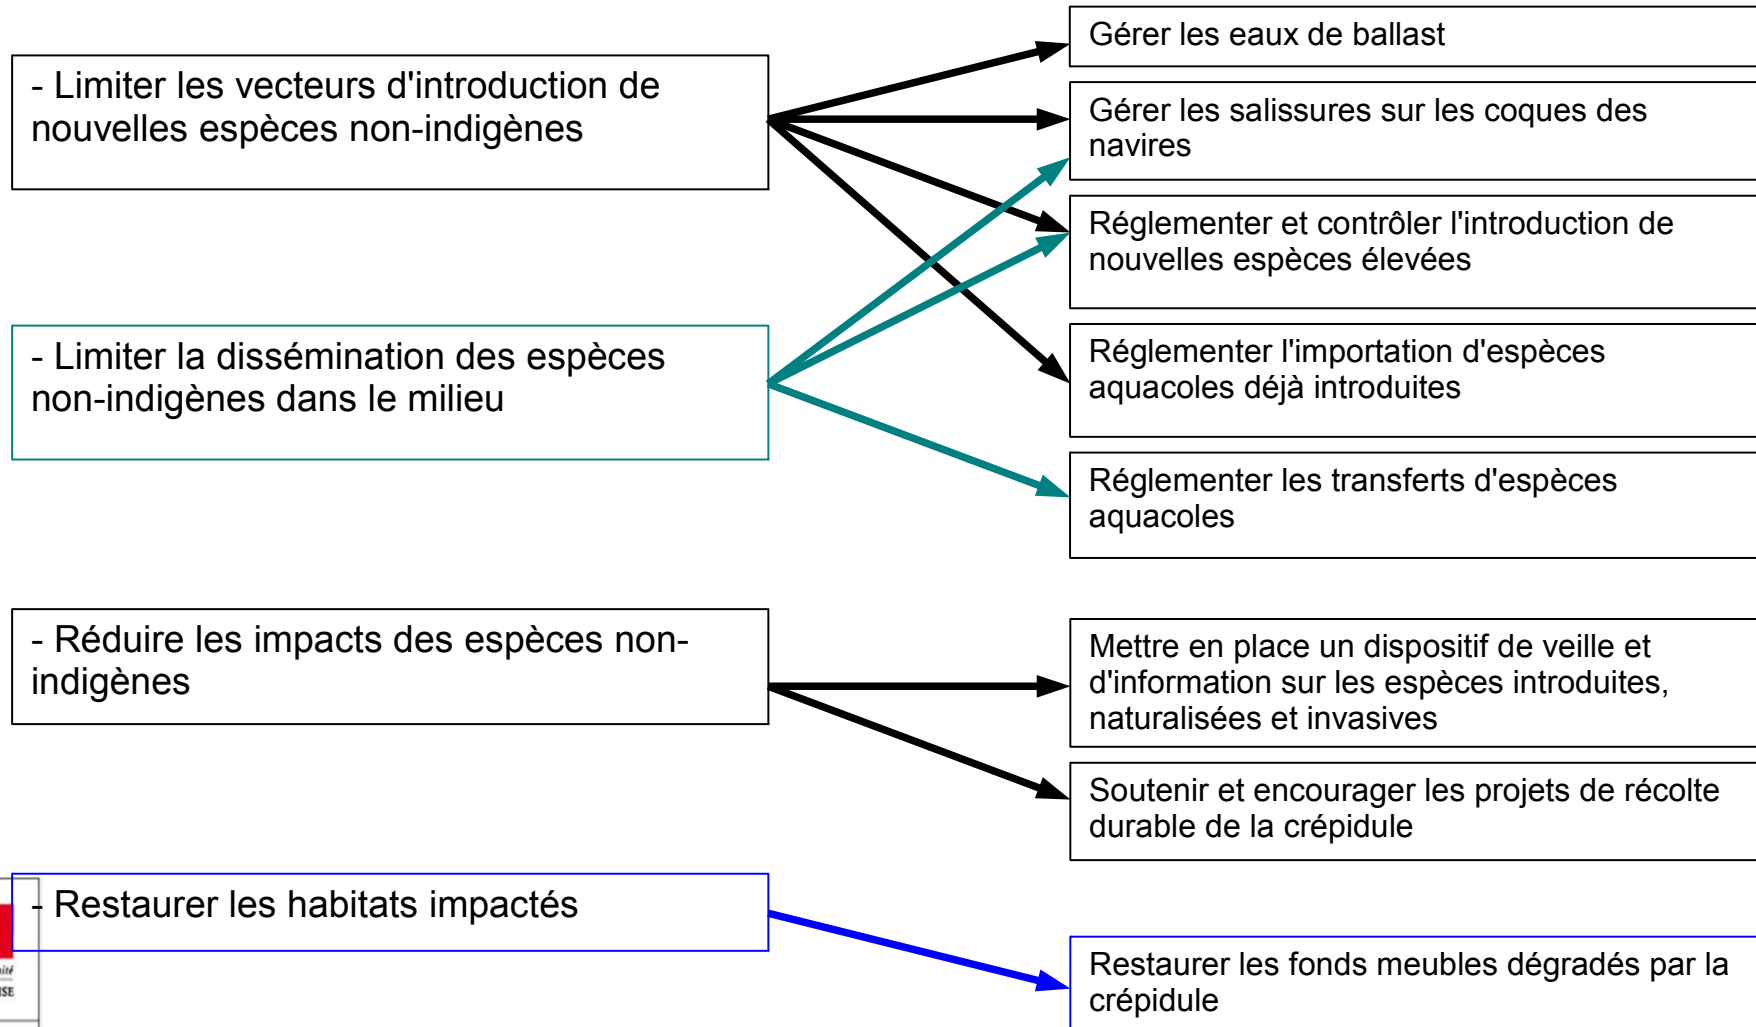 - Limiter les vecteurs d'introduction de
nouvelles espèces non-indigènes
- Limiter la dissémination des espèces
non-indigènes dans le milieu
- Réduire les impacts des espèces non-
indigènes
- Restaurer les habitats impactés
Gérer les eaux de ballast
Gérer les salissures sur les coques des
navires
Réglementer et contrôler l'introduction de
nouvelles espèces élevées
Réglementer l'importation d'espèces
aquacoles déjà introduites
Réglementer les transferts d'espèces
aquacoles
Mettre en place un dispositif de veille et
d'information sur les espèces introduites,
naturalisées et invasives
Soutenir et encourager les projets de récolte
durable de la crépidule
Restaurer les fonds meubles dégradés par la
crépidule